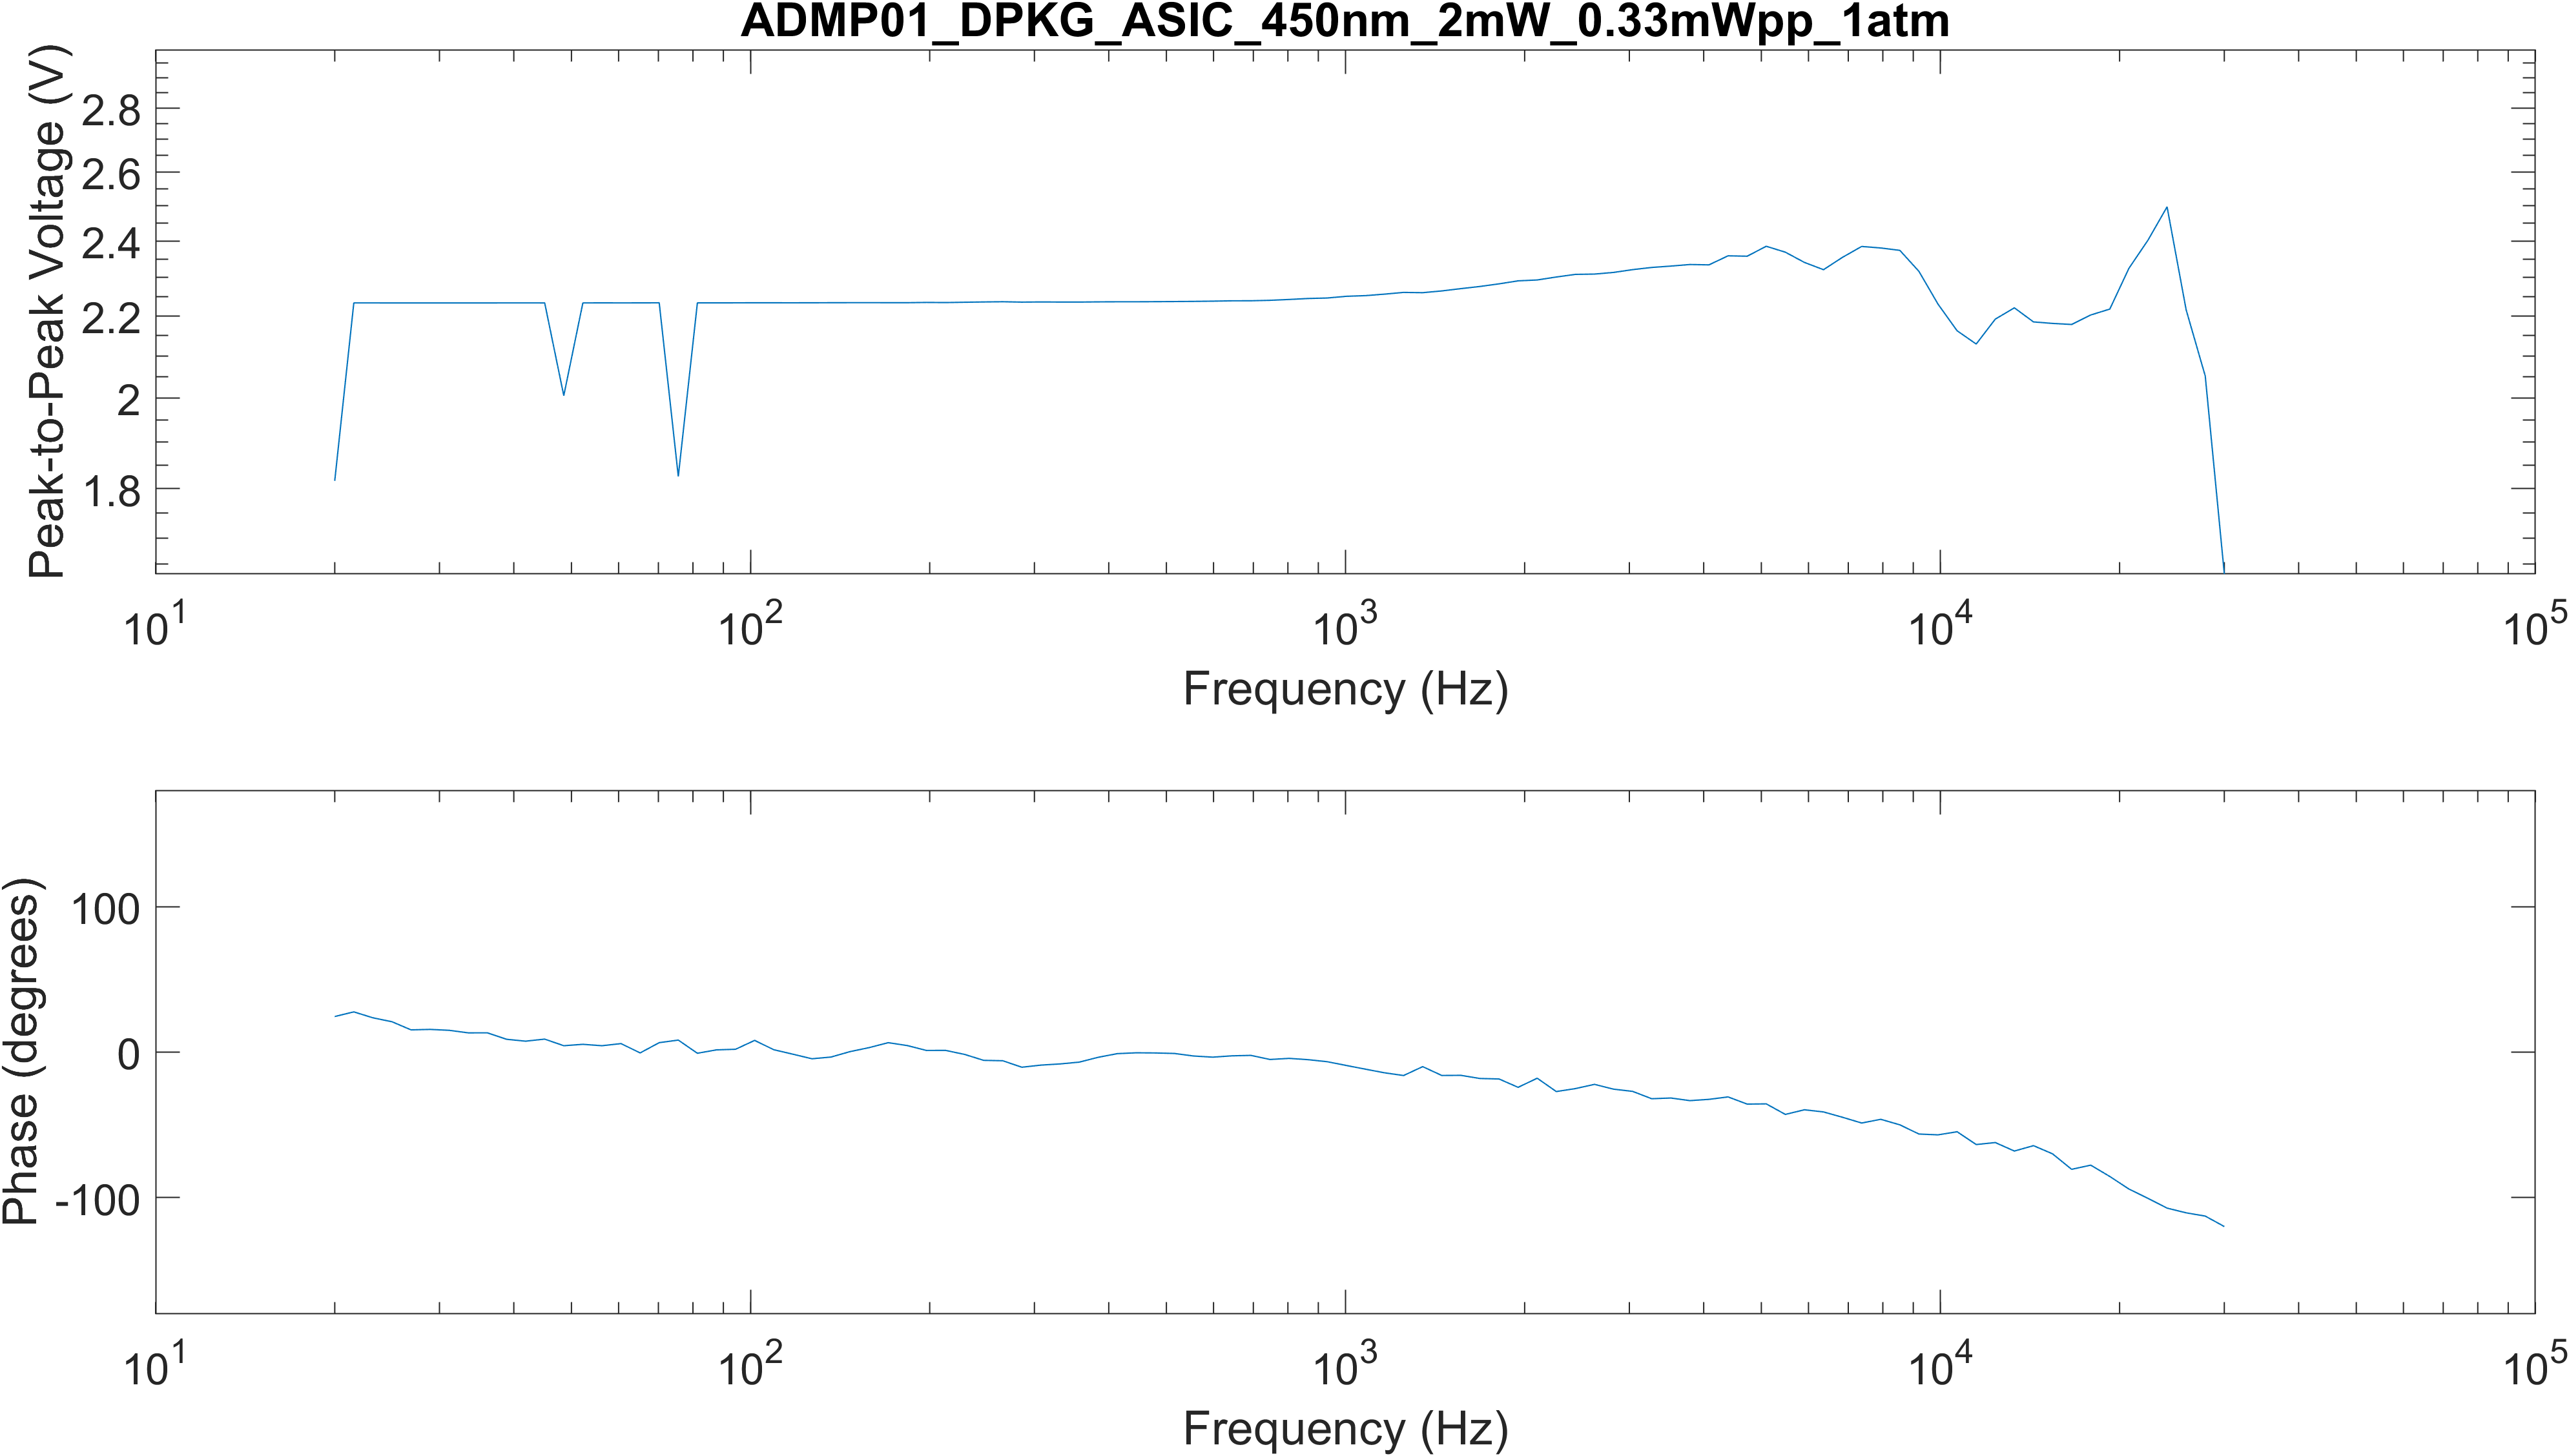 ADMP01_DPKG_ASIC_450nm_2mW_0.33mWpp_1atm
Peak-to-Peak Voltage (V)
2.8
2.6
2.4
2.2
2
1.8
10^1 10^2 10^3 10^4 10^5
Frequency (Hz)
Phase (degrees)
100
0
-100
10^1 10^2 10^3 10^4 10^5
Frequency (Hz)